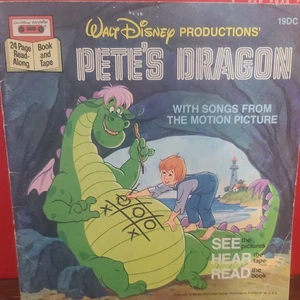 19DC
WALT DISNEY PRODUCTIONS'
24 Page
Read-
Along
Book
and
Tape
PETE'S DRAGON
WITH SONGS FROM
THE MOTION PICTURE
X O
X O O
X
SEE the pictures
HEAR the tape
READ the book